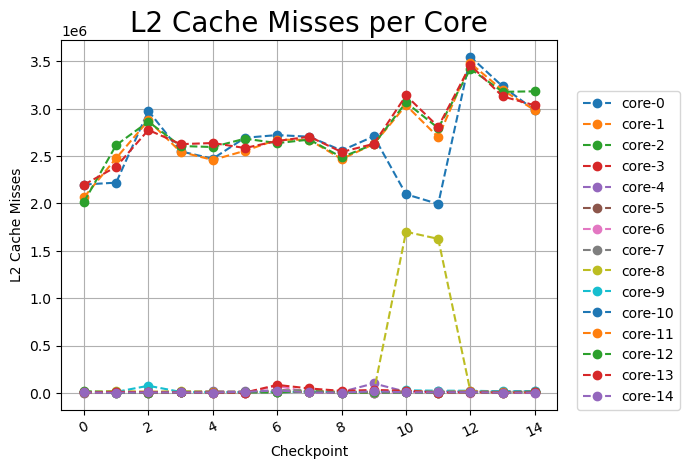 L2 Cache Misses per Core
1e6
3.5
3.0
2.5
2.0
1.5
1.0
0.5
0.0
L2 Cache Misses
0 2 4 6 8 10 12 14
Checkpoint
core-0
core-1
core-2
core-3
core-4
core-5
core-6
core-7
core-8
core-9
core-10
core-11
core-12
core-13
core-14